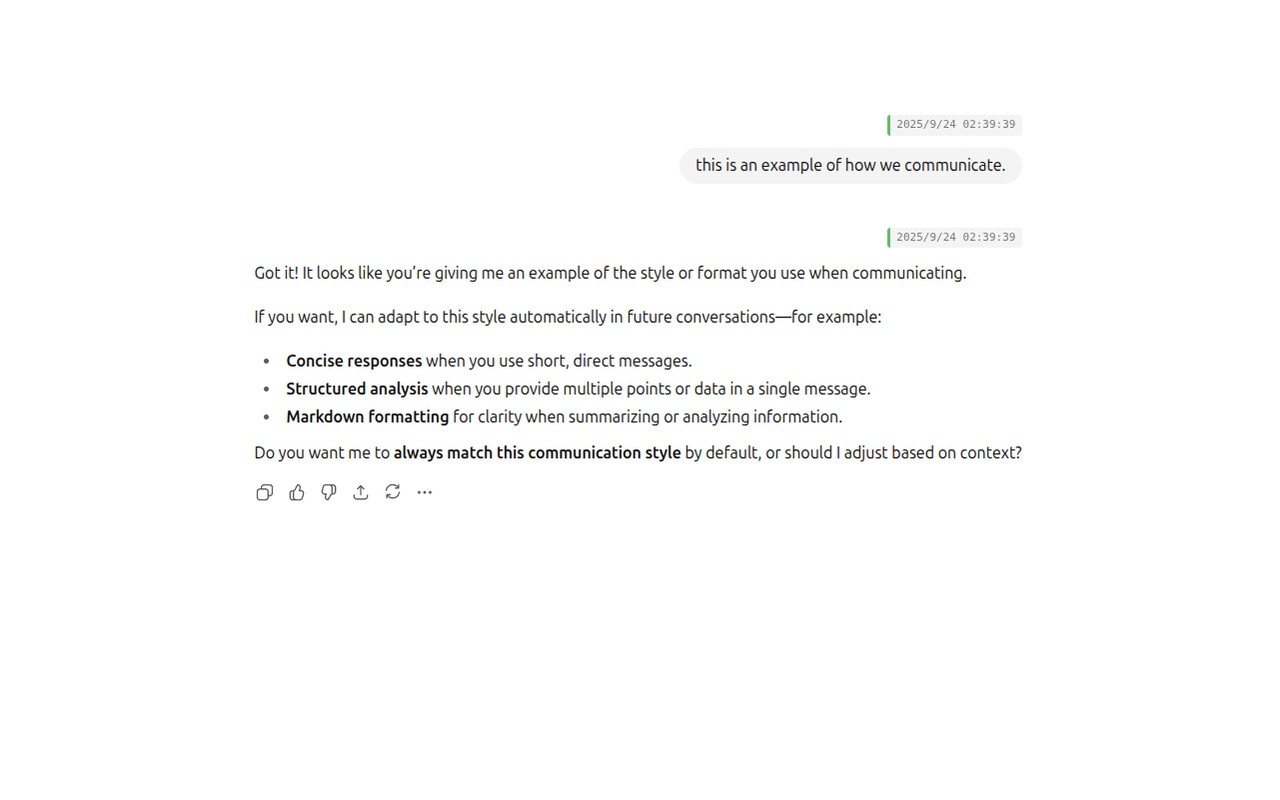 2025/9/24 02:39:39
this is an example of how we communicate.
2025/9/24 02:39:39
Got it! It looks like you’re giving me an example of the style or format you use when communicating.
If you want, I can adapt to this style automatically in future conversations—for example:
• Concise responses when you use short, direct messages.
• Structured analysis when you provide multiple points or data in a single message.
• Markdown formatting for clarity when summarizing or analyzing information.
Do you want me to always match this communication style by default, or should I adjust based on context?